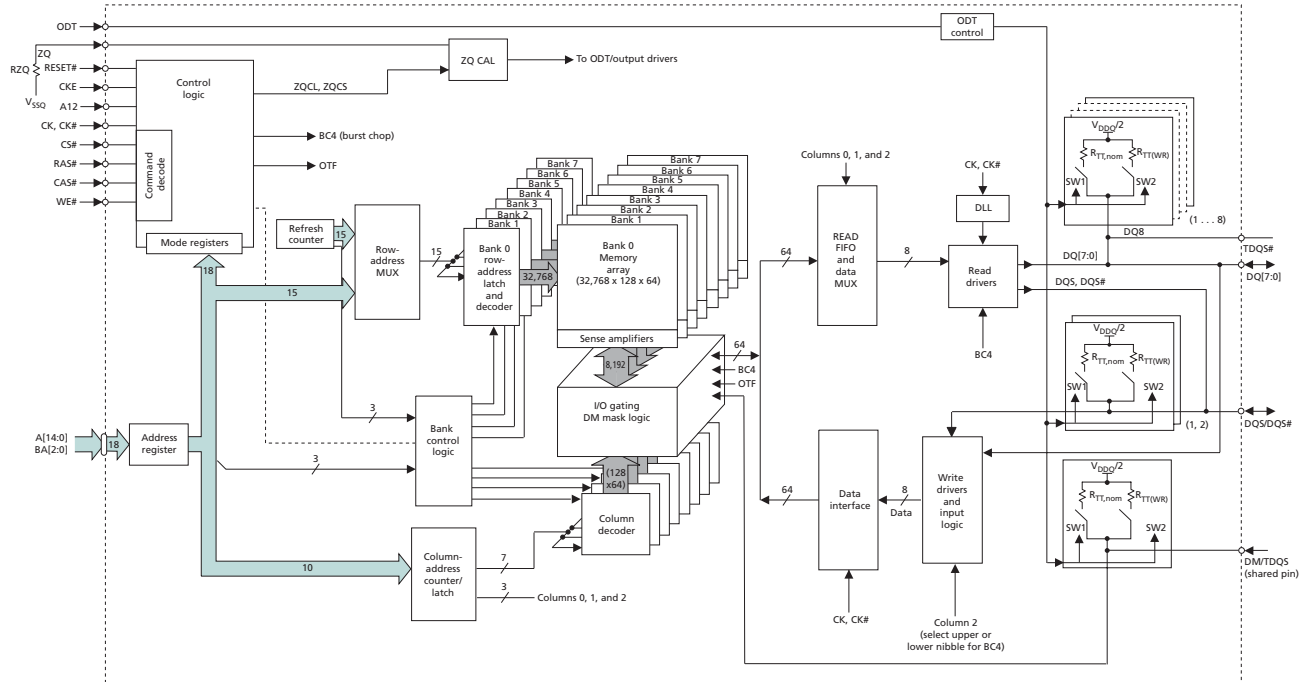 ODT
ODT
control
ZQ
RZQ
RESET#
CKE
V_SSQ
A12
CK, CK#
CS#
RAS#
CAS#
WE#
Control
logic
Command
decode
Mode registers
ZQ CAL
To ODT/output drivers
ZQCL, ZQCS
BC4 (burst chop)
OTF
Refresh
counter
15
Row-
address
MUX
15
18
15
Bank 7
Bank 6
Bank 5
Bank 4
Bank 3
Bank 2
Bank 1
Bank 0
row-
address
latch
and
decoder
32,768
Bank 7
Bank 6
Bank 5
Bank 4
Bank 3
Bank 2
Bank 1
Bank 0
Memory
array
(32,768 x 128 x 64)
Sense amplifiers
8,192
I/O gating
DM mask logic
64
BC4
OTF
(128
x64)
Column
decoder
3
Bank
control
logic
3
A[14:0]
BA[2:0]
18
Address
register
10
Column-
address
counter/
latch
7
3
Columns 0, 1, and 2
Columns 0, 1, and 2
64
READ
FIFO
and
data
MUX
8
CK, CK#
DLL
Read
drivers
BC4
64
Data
interface
8
Data
CK, CK#
Write
drivers
and
input
logic
Column 2
(select upper or
lower nibble for BC4)
V_DDQ/2
R_TT,nom
R_TT(WR)
SW1
SW2
(1 . . . 8)
DQ8
TDQS#
DQ[7:0]
DQ[7:0]
DQS, DQS#
V_DDQ/2
R_TT,nom
R_TT(WR)
SW1
SW2
(1, 2)
DQS/DQS#
V_DDQ/2
R_TT,nom
R_TT(WR)
SW1
SW2
DM/TDQS
(shared pin)